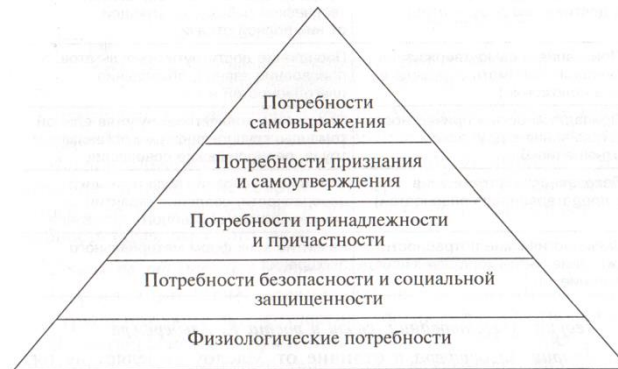 Потребности
самовыражения
Потребности признания
и самоутверждения
Потребности принадлежности
и причастности
Потребности безопасности и социальной
защищенности
Физиологические потребности